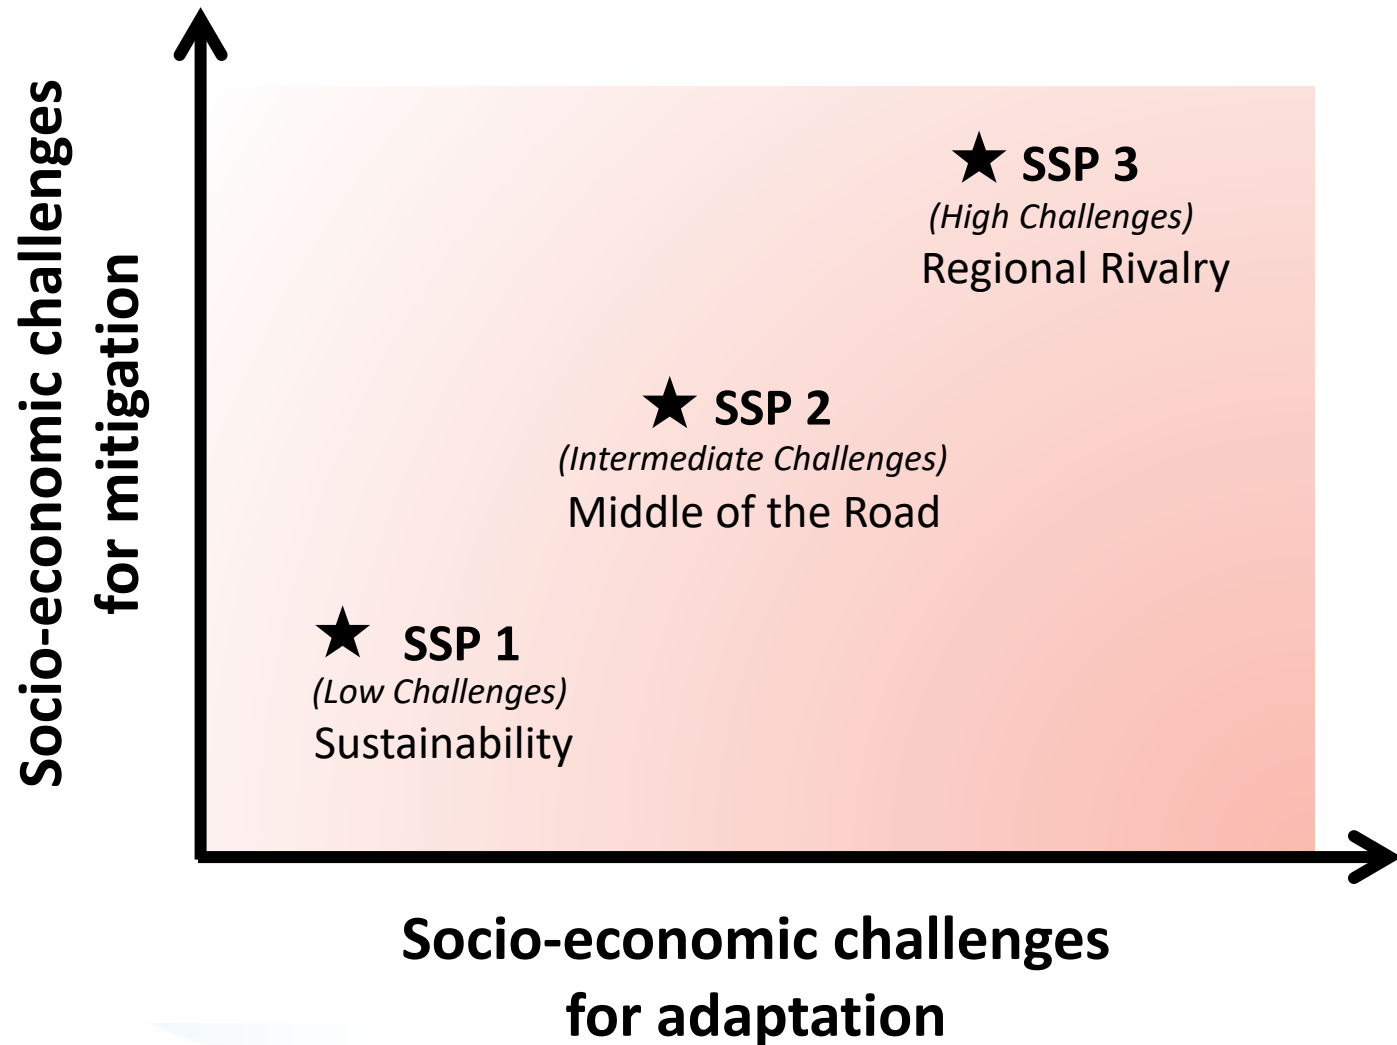 Socio-economic challenges
for mitigation
SSP 3
(High Challenges)
Regional Rivalry
SSP 2
(Intermediate Challenges)
Middle of the Road
SSP 1
(Low Challenges)
Sustainability
Socio-economic challenges
for adaptation